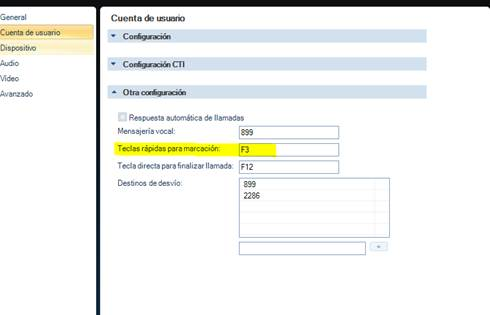 General
Cuenta de usuario
Dispositivo
Audio
Vídeo
Avanzado
Cuenta de usuario
Configuración
Configuración CTI
Otra configuración
Respuesta automática de llamadas
Mensajería vocal: 899
Teclas rápidas para marcación: F3
Tecla directa para finalizar llamada: F12
Destinos de desvío: 899
2286
+